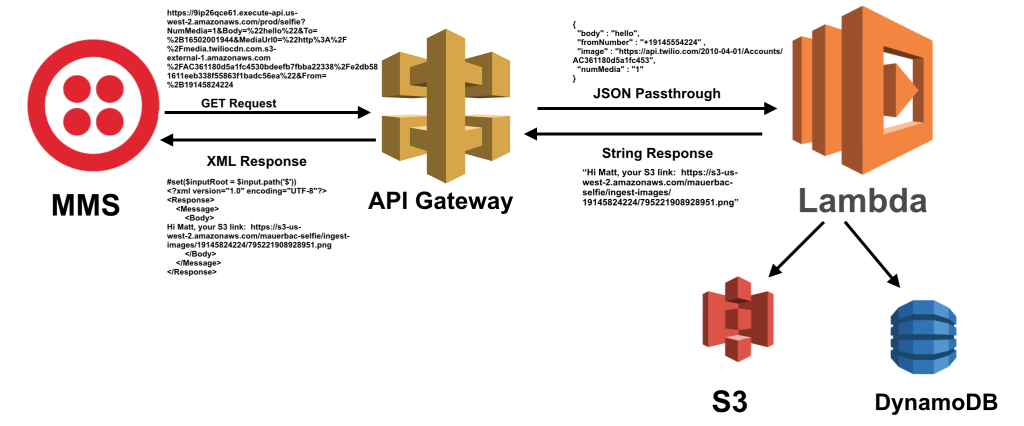 https://9ip26qce61.execute-api.us-
west-2.amazonaws.com/prod/selfie?
NumMedia=1&Body=%22hello%22&To=
%2B16502001944&MediaUrl0=%22http%3A%2F
%2Fmedia.twiliocdn.com.s3-
external-1.amazonaws.com
%2FAC361180d5a1fc4530bdeefb7fbba22338%2Fe2db58
1611eeb338f55863f1badc56ea%22&From=
%2B19145824224
GET Request
XML Response
#set($inputRoot = $input.path('$'))
<?xml version="1.0" encoding="UTF-8"?>
<Response>
<Message>
<Body>
Hi Matt, your S3 link: https://s3-us-
west-2.amazonaws.com/mauerbac-selfie/ingest-
images/19145824224/795221908928951.png
</Body>
</Message>
</Response>
MMS
API Gateway
{
"body" : "hello",
"fromNumber" : "+19145554224" ,
"image" : "https://api.twilio.com/2010-04-01/Accounts/
AC361180d5a1fc453",
"numMedia" : "1"
}
JSON Passthrough
String Response
“Hi Matt, your S3 link: https://s3-us-
west-2.amazonaws.com/mauerbac-
selfie/ingest-images/
19145824224/795221908928951.png”
Lambda
S3
DynamoDB